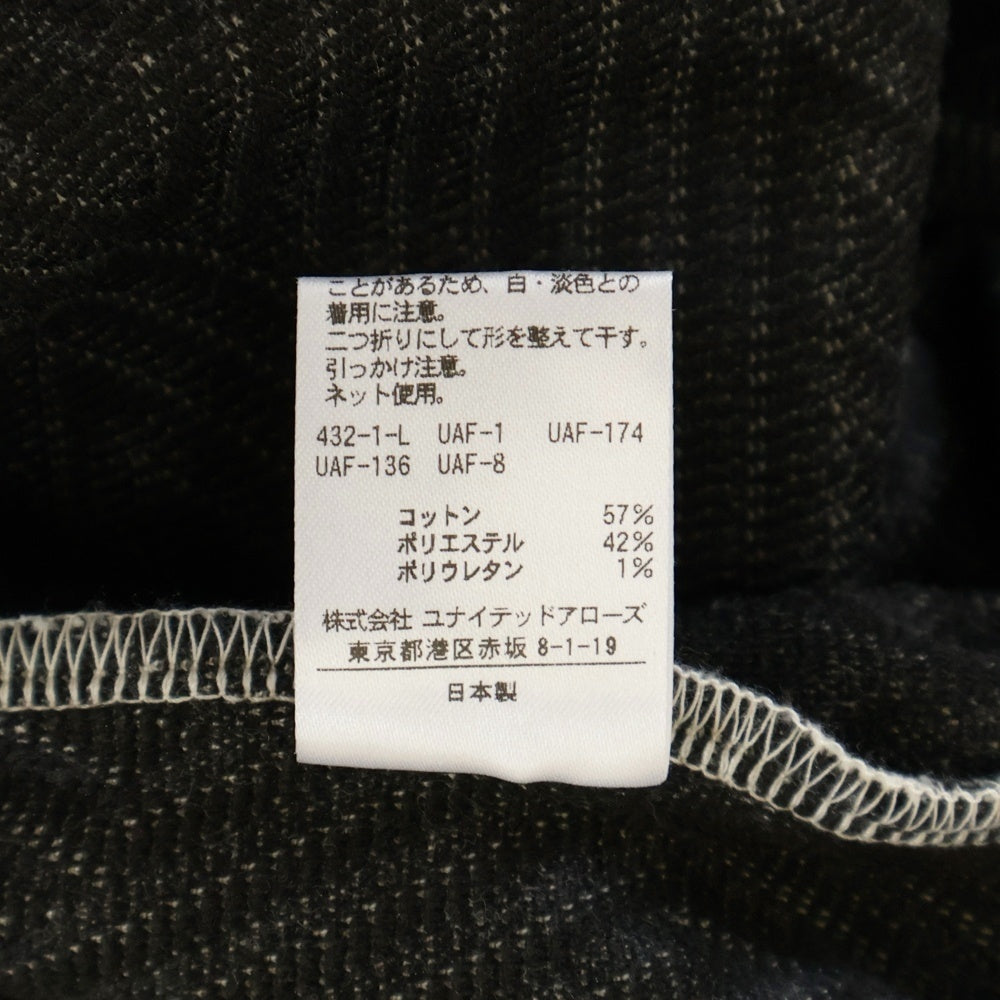 ことがあるため、白・淡色との
着用に注意。
二つ折りにして形を整えて干す。
引っかけ注意。
ネット使用。
432-1-L UAF-1 UAF-174
UAF-136 UAF-8
コットン 57%
ポリエステル 42%
ポリウレタン 1%
株式会社 ユナイテッドアローズ
東京都港区赤坂 8-1-19
日本製